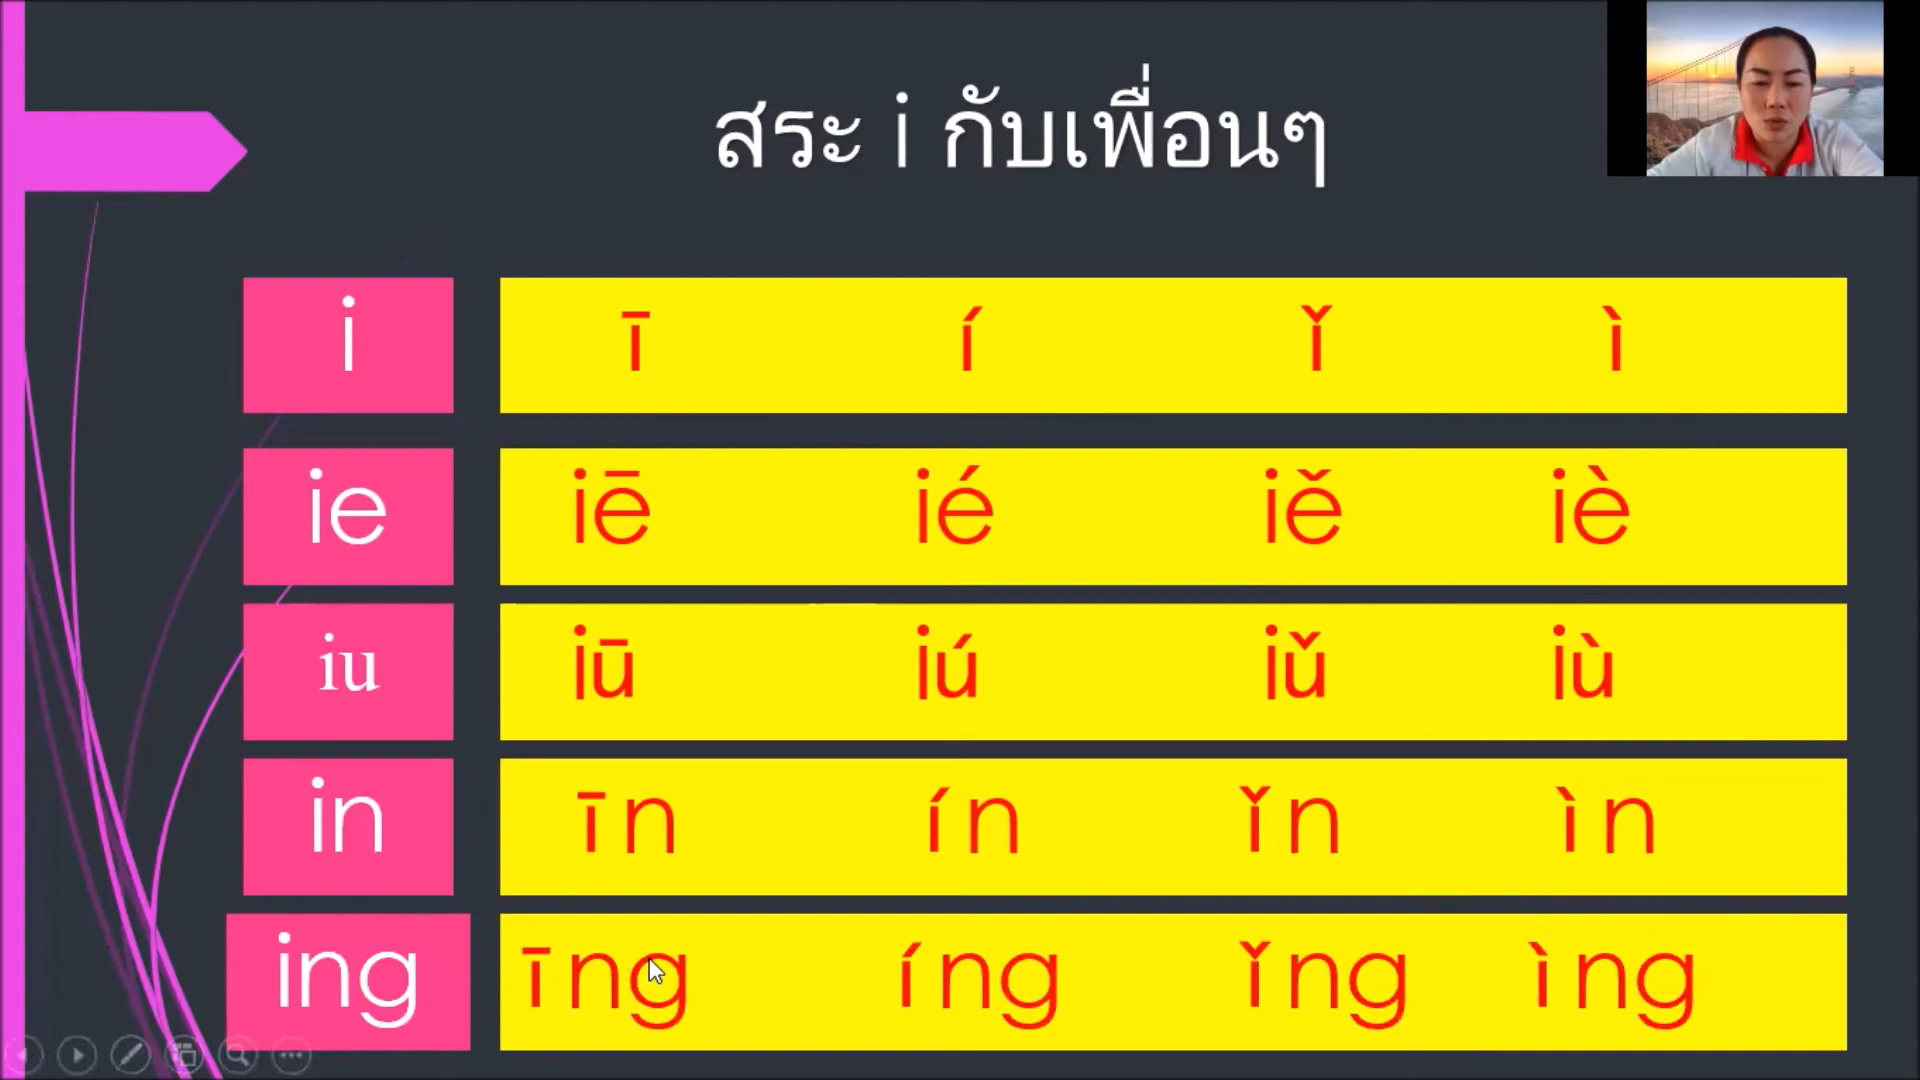 สระ i กับเพื่อนๆ
i ī í ǐ ì
ie iē ié iě iè
iu iū iú iǔ iù
in īn ín ǐn ìn
ing īng íng ǐng ìng